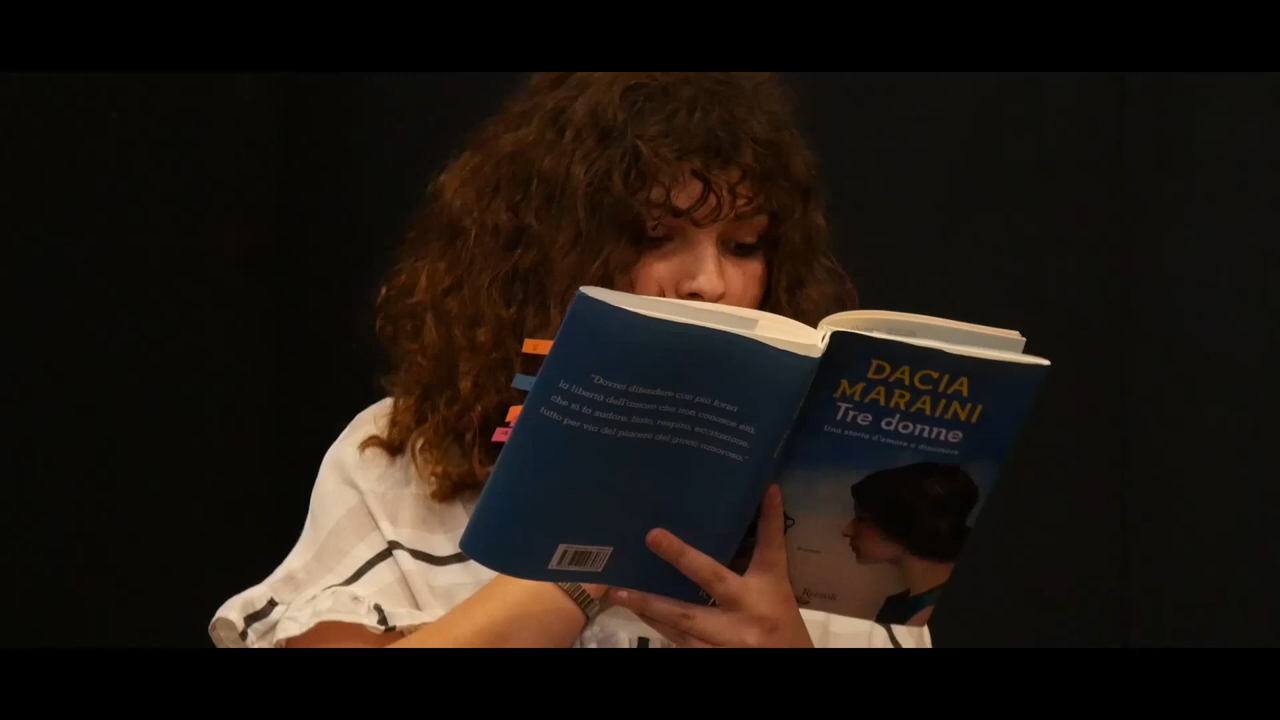 "Dovrei difendere con più forza
la libertà dell'amore che non conosce età,
che si fa sudore, fiato, respiro, eccitazione,
tutto per via del piacere del gioco amoroso."
DACIA
MARAINI
Tre donne
Una storia d'amore e disamore
Romanzo
Rizzoli